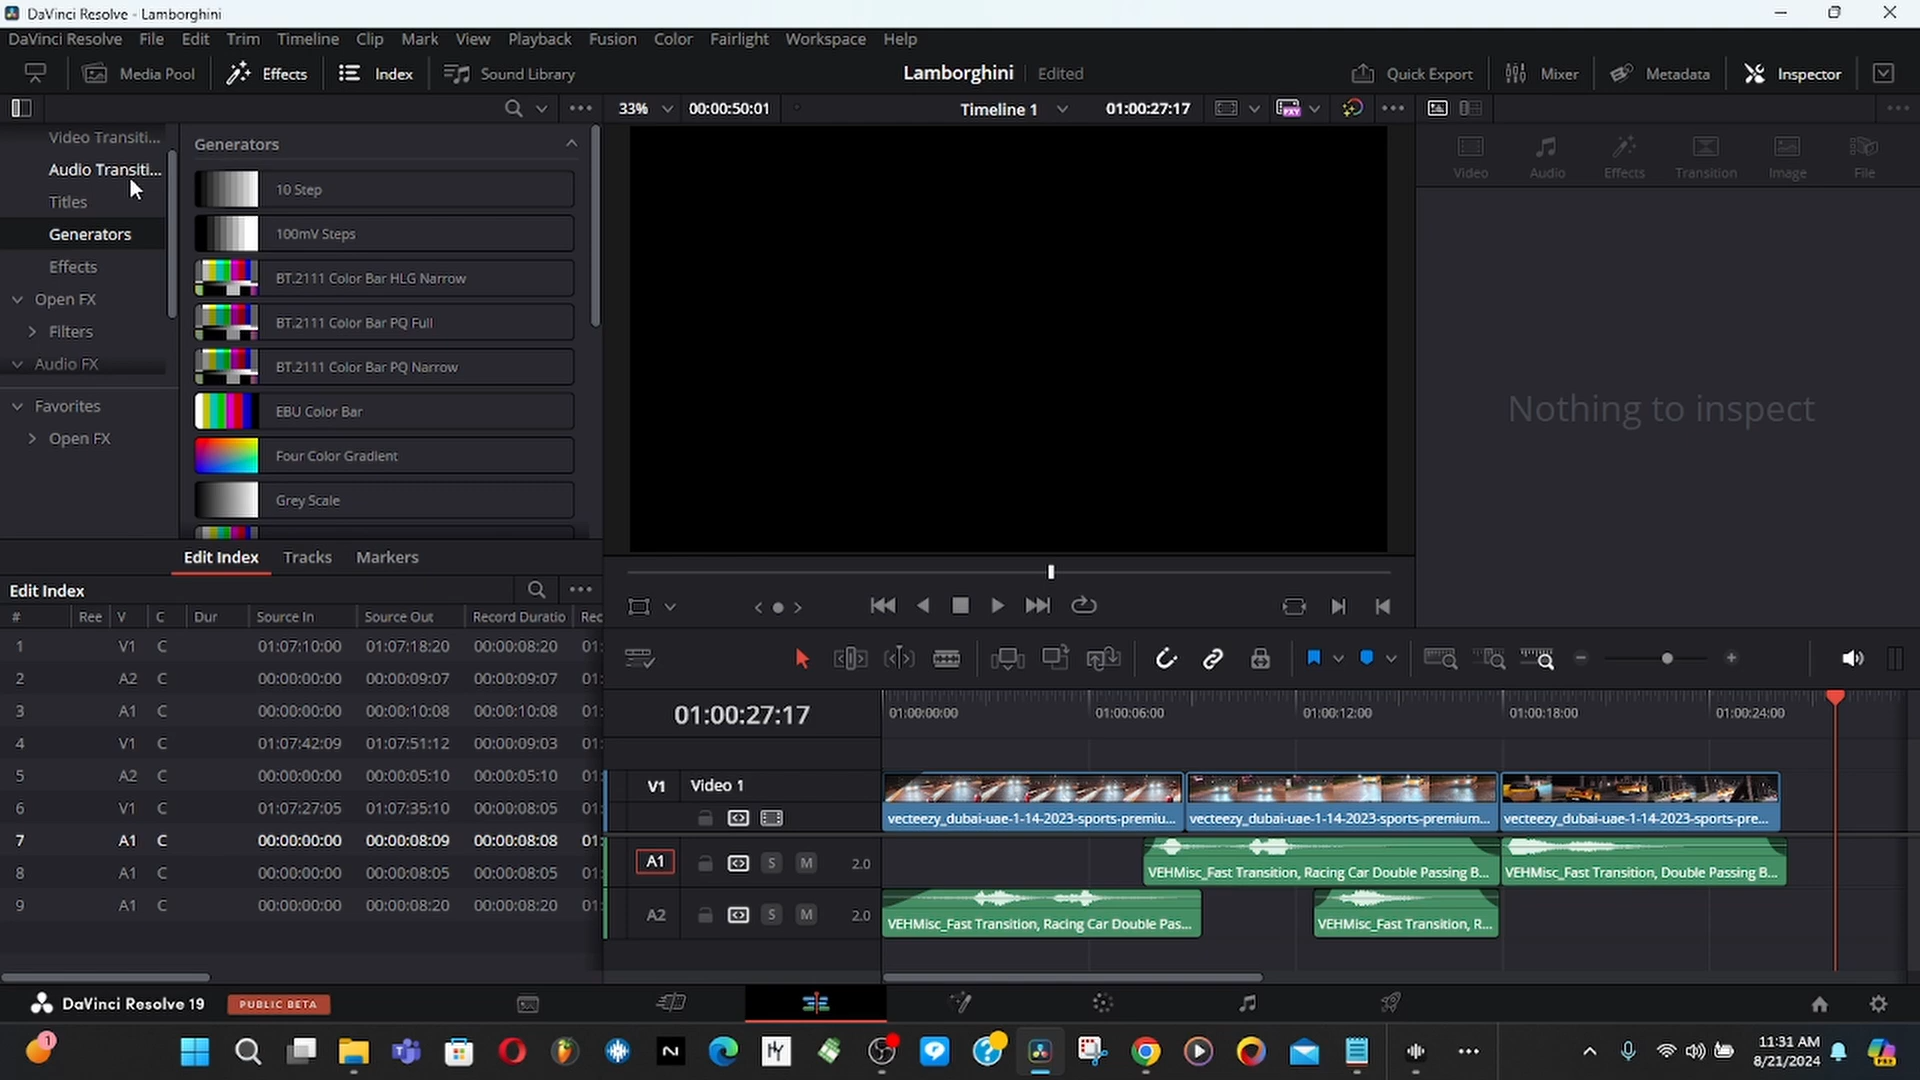 DaVinci Resolve - Lamborghini
DaVinci Resolve File Edit Trim Timeline Clip Mark View Playback Fusion Color Fairlight Workspace Help
Media Pool Effects Index Sound Library Lamborghini Edited Quick Export Mixer Metadata Inspector
33% 00:00:50:01 Timeline 1 01:00:27:17
Video Transiti...
Audio Transiti...
Titles
Generators
Effects
Open FX
Filters
Audio FX
Favorites
Open FX
Generators
10 Step
100mV Steps
BT.2111 Color Bar HLG Narrow
BT.2111 Color Bar PQ Full
BT.2111 Color Bar PQ Narrow
EBU Color Bar
Four Color Gradient
Grey Scale
Video Audio Effects Transition Image File
Nothing to inspect
Edit Index Tracks Markers
Edit Index
# Ree V C Dur Source In Source Out Record Duratio Rec
1 V1 C 01:07:10:00 01:07:18:20 00:00:08:20 01:
2 A2 C 00:00:00:00 00:00:09:07 00:00:09:07 01:
3 A1 C 00:00:00:00 00:00:10:08 00:00:10:08 01:
4 V1 C 01:07:42:09 01:07:51:12 00:00:09:03 01:
5 A2 C 00:00:00:00 00:00:05:10 00:00:05:10 01:
6 V1 C 01:07:27:05 01:07:35:10 00:00:08:05 01:
7 A1 C 00:00:00:00 00:00:08:09 00:00:08:08 01:
8 A1 C 00:00:00:00 00:00:08:05 00:00:08:05 01:
9 A1 C 00:00:00:00 00:00:08:20 00:00:08:20 01:
01:00:27:17 01:00:00:00 01:00:06:00 01:00:12:00 01:00:18:00 01:00:24:00
V1 Video 1
vecteezy_dubai-uae-1-14-2023-sports-premiu... vecteezy_dubai-uae-1-14-2023-sports-premium... vecteezy_dubai-uae-1-14-2023-sports-pre...
A1 S M 2.0
VEHMisc_Fast Transition, Racing Car Double Passing B... VEHMisc_Fast Transition, Double Passing B...
A2 S M 2.0
VEHMisc_Fast Transition, Racing Car Double Pas... VEHMisc_Fast Transition, R...
DaVinci Resolve 19 PUBLIC BETA
1
11:31 AM
8/21/2024